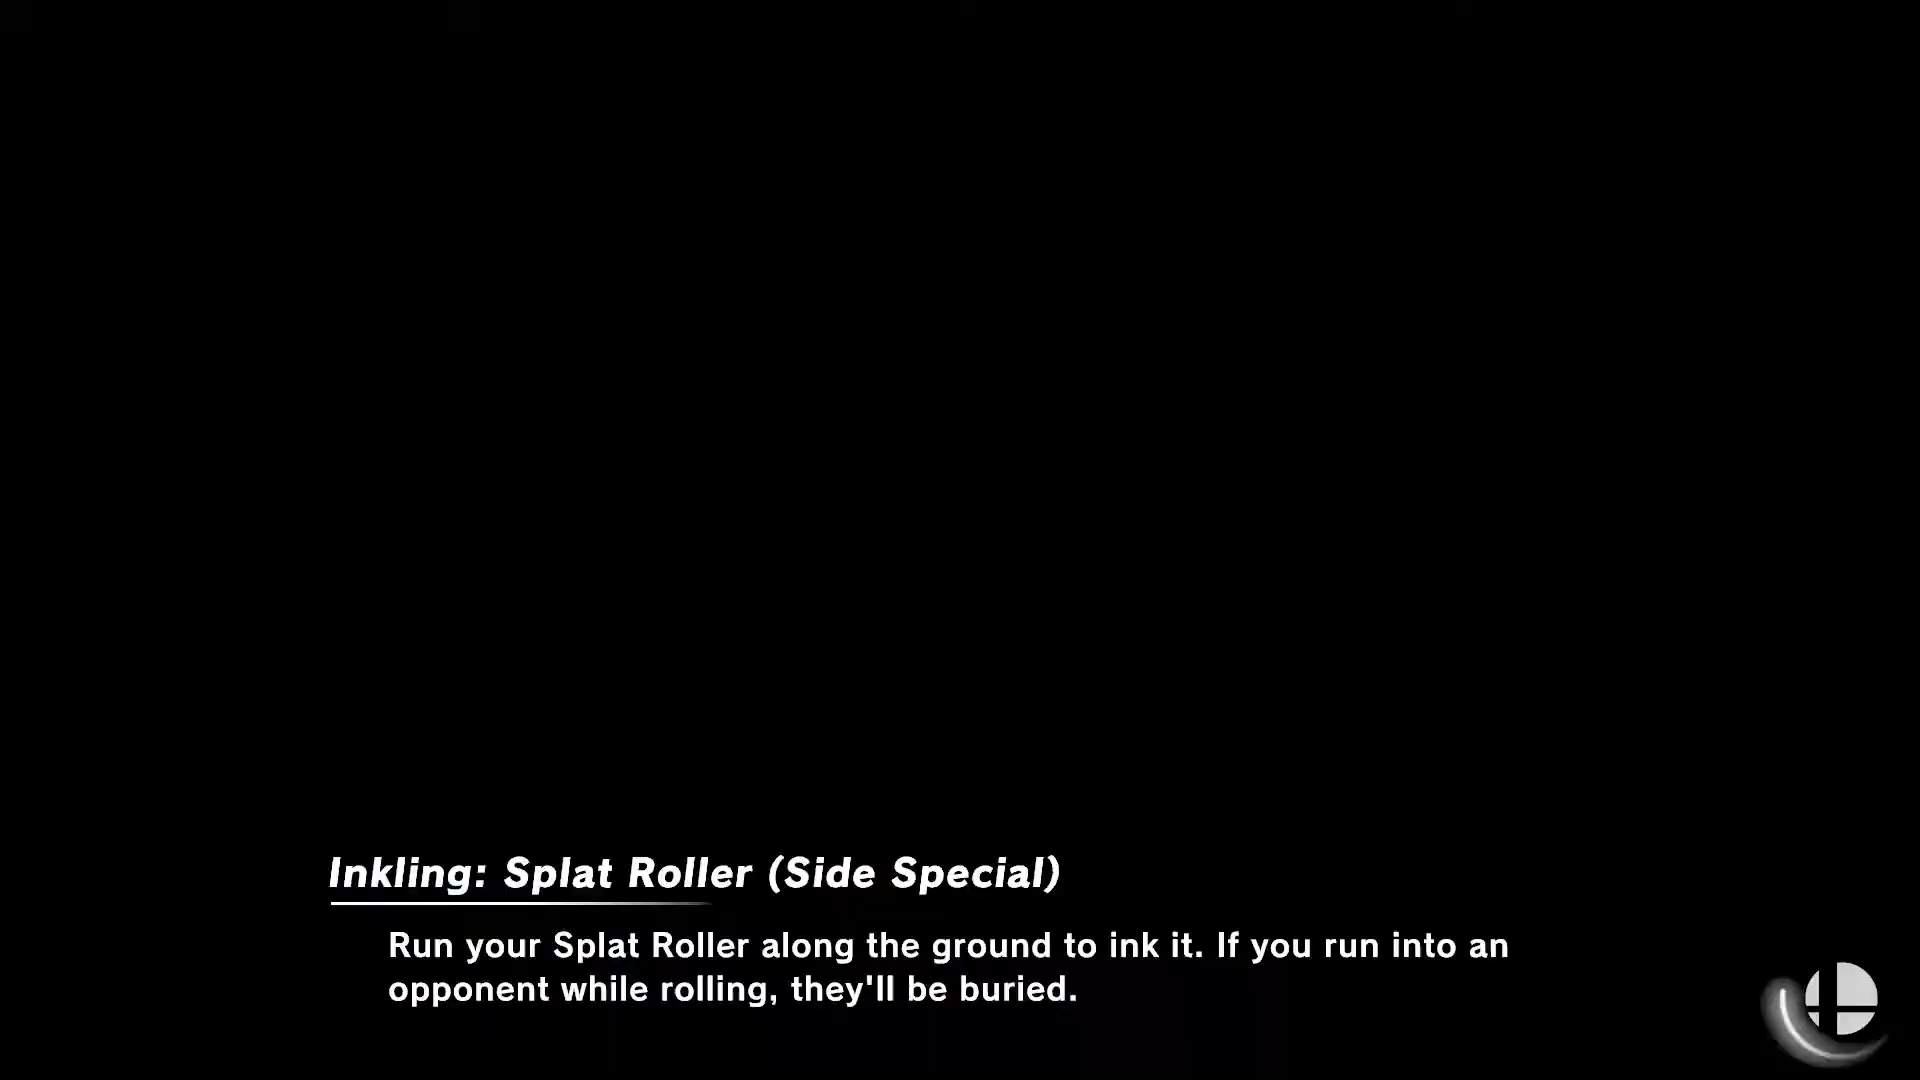 Inkling: Splat Roller (Side Special)
Run your Splat Roller along the ground to ink it. If you run into an
opponent while rolling, they'll be buried.